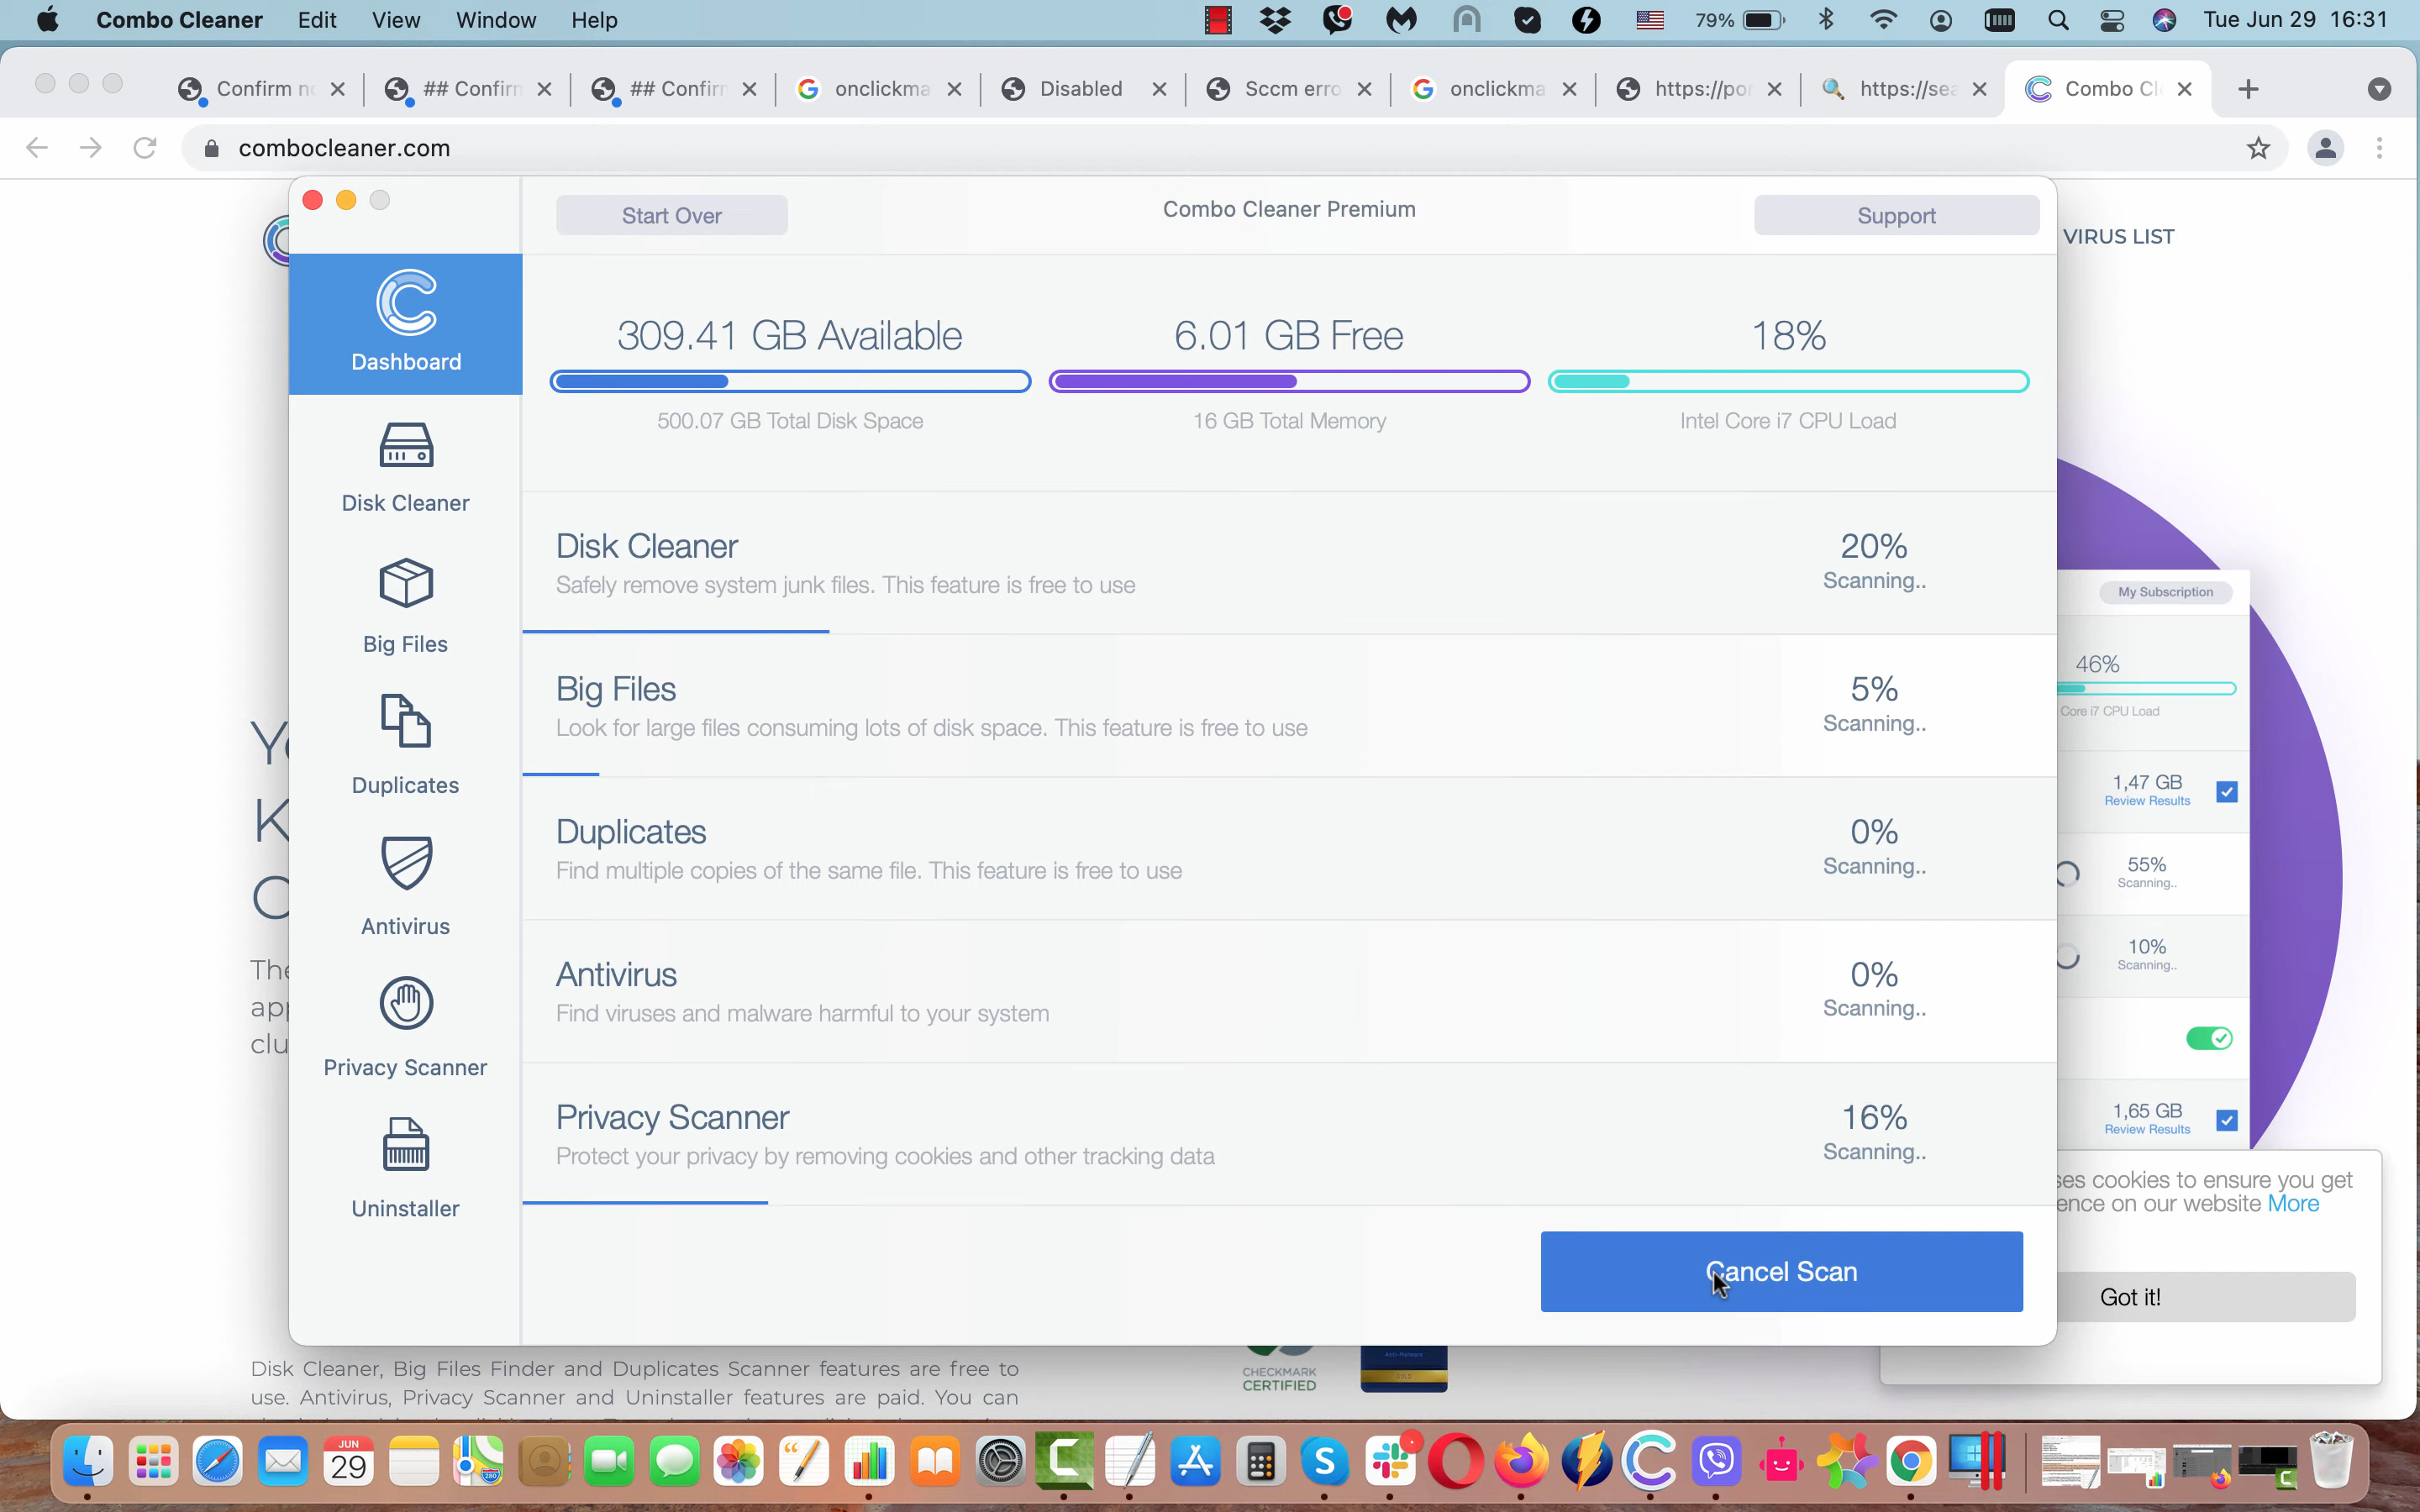 Combo Cleaner Edit View Window Help 79% Tue Jun 29 16:31
Confirm ## Confirm ## Confirm onclickma Disabled Sccm erro onclickma https://po https://sea Combo Cl
combocleaner.com
Start Over Combo Cleaner Premium Support
VIRUS LIST
309.41 GB Available 6.01 GB Free 18%
500.07 GB Total Disk Space 16 GB Total Memory Intel Core i7 CPU Load
Dashboard
Disk Cleaner
Big Files
Duplicates
Antivirus
Privacy Scanner
Uninstaller
Disk Cleaner 20%
Safely remove system junk files. This feature is free to use Scanning..
Big Files 5%
Look for large files consuming lots of disk space. This feature is free to use Scanning..
Duplicates 0%
Find multiple copies of the same file. This feature is free to use Scanning..
Antivirus 0%
Find viruses and malware harmful to your system Scanning..
Privacy Scanner 16%
Protect your privacy by removing cookies and other tracking data Scanning..
Cancel Scan
My Subscription
46%
Core i7 CPU Load
1,47 GB
Review Results
55%
Scanning..
10%
Scanning..
1,65 GB
Review Results
ses cookies to ensure you get
ence on our website More
Got it!
Disk Cleaner, Big Files Finder and Duplicates Scanner features are free to
use. Antivirus, Privacy Scanner and Uninstaller features are paid. You can
CHECKMARK
CERTIFIED
Anti-Malware
GOLD
JUN
29
280